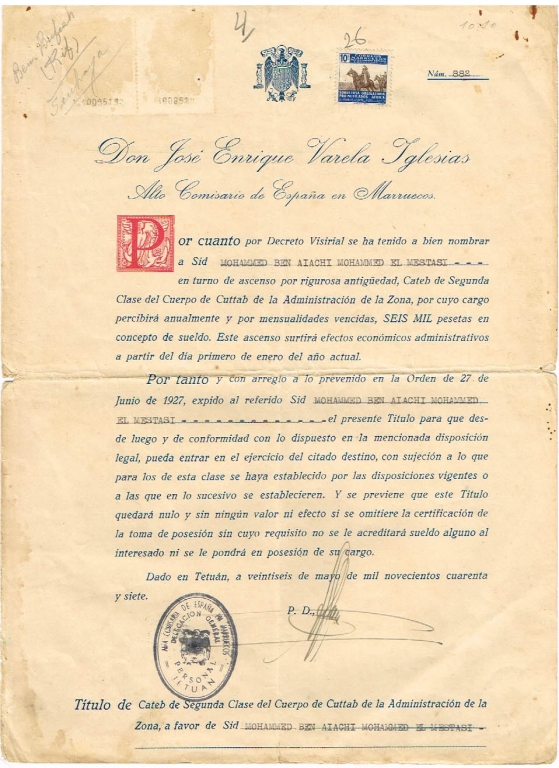 4
26
10
Núm. 882
Don José Enrique Varela Iglesias
Alto Comisario de España en Marruecos.
Por cuanto por Decreto Visirial se ha tenido a bien nombrar
a Sid MOHAMMED BEN AIACHI MOHAMMED EL MESTASI - - -
en turno de ascenso por rigurosa antigüedad, Cateb de Segunda
Clase del Cuerpo de Cuttab de la Administración de la Zona, por cuyo cargo
percibirá anualmente y por mensualidades vencidas, SEIS MIL pesetas en
concepto de sueldo. Este ascenso surtirá efectos económicos administrativos
a partir del día primero de enero del año actual.
Por tanto y con arreglo a lo prevenido en la Orden de 27 de
Junio de 1927, expido al referido Sid MOHAMMED BEN AIACHI MOHAMMED
EL MESTASI - - - - - - - - - - - - - el presente Título para que des-
de luego y de conformidad con lo dispuesto en la mencionada disposición
legal, pueda entrar en el ejercicio del citado destino, con sujeción a lo que
para los de esta clase se haya establecido por las disposiciones vigentes o
a las que en lo sucesivo se establecieren. Y se previene que este Título
quedará nulo y sin ningún valor ni efecto si se omitiere la certificación de
la toma de posesión sin cuyo requisito no se le acreditará sueldo alguno al
interesado ni se le pondrá en posesión de su cargo.
Dado en Tetuán, a veintiseis de mayo de mil novecientos cuarenta
y siete.
P. D.,
ALTA COMISARIA DE ESPAÑA EN MARRUECOS
DELEGACION GENERAL
PERSONAL
TETUAN
Título de Cateb de Segunda Clase del Cuerpo de Cuttab de la Administración de la
Zona, a favor de Sid MOHAMMED BEN AIACHI MOHAMMED EL MESTASI -